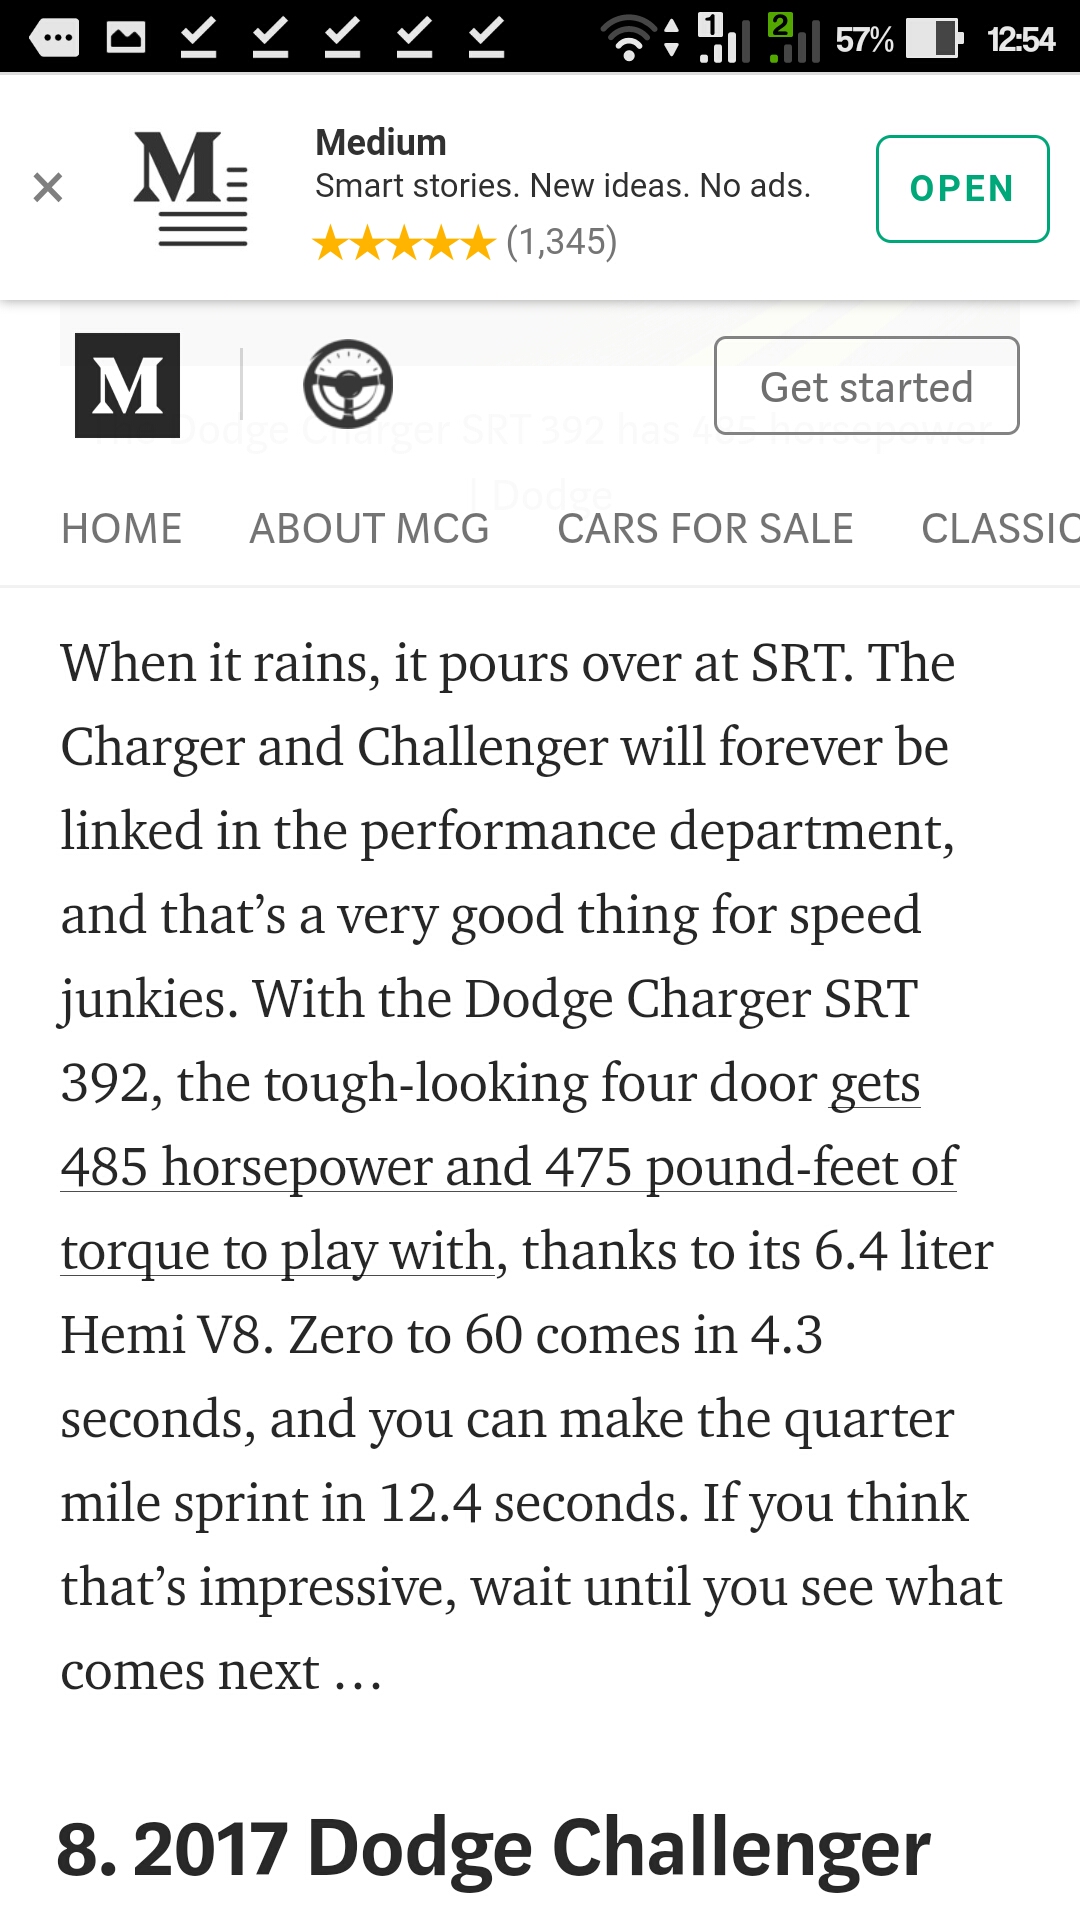 1 2 57% 12:54
M
Medium
Smart stories. New ideas. No ads.
(1,345)
OPEN
M
Get started
The Dodge Charger SRT 392 has 485 horsepower
| Dodge
HOME ABOUT MCG CARS FOR SALE CLASSIC
When it rains, it pours over at SRT. The
Charger and Challenger will forever be
linked in the performance department,
and that’s a very good thing for speed
junkies. With the Dodge Charger SRT
392, the tough-looking four door gets
485 horsepower and 475 pound-feet of
torque to play with, thanks to its 6.4 liter
Hemi V8. Zero to 60 comes in 4.3
seconds, and you can make the quarter
mile sprint in 12.4 seconds. If you think
that’s impressive, wait until you see what
comes next …
8. 2017 Dodge Challenger